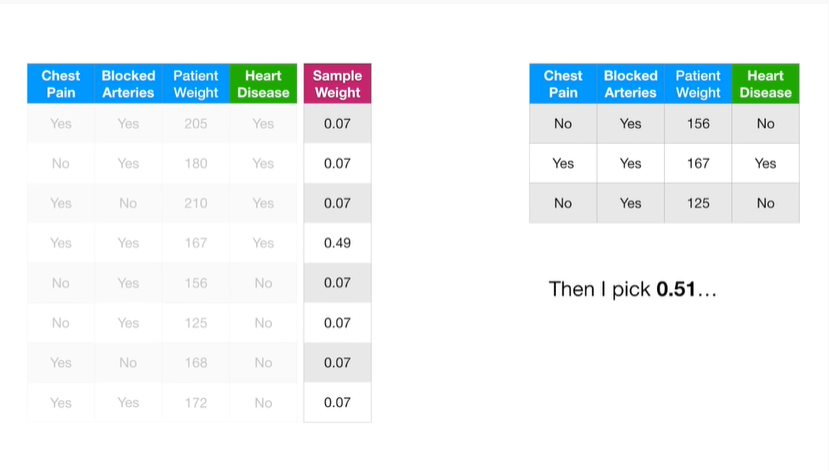 Chest Pain Blocked Arteries Patient Weight Heart Disease Sample Weight
Yes Yes 205 Yes 0.07
No Yes 180 Yes 0.07
Yes No 210 Yes 0.07
Yes Yes 167 Yes 0.49
No Yes 156 No 0.07
No Yes 125 No 0.07
Yes No 168 No 0.07
Yes Yes 172 No 0.07
Chest Pain Blocked Arteries Patient Weight Heart Disease
No Yes 156 No
Yes Yes 167 Yes
No Yes 125 No
Then I pick 0.51…